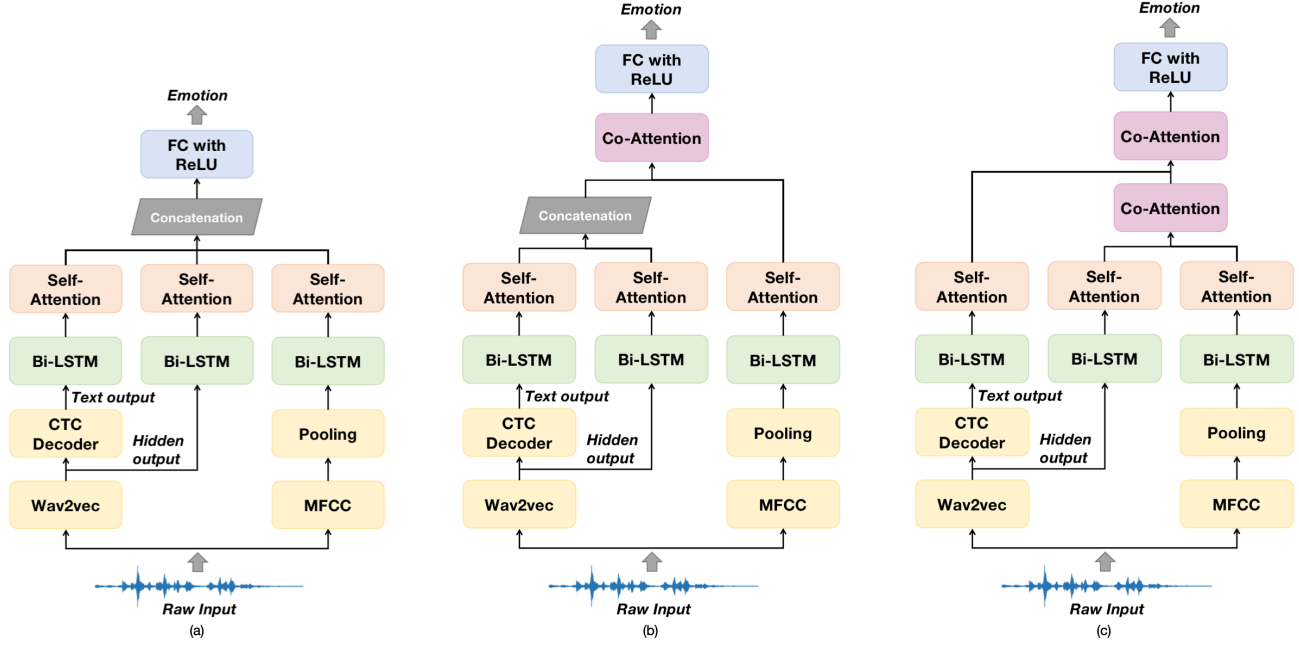 Emotion
FC with
ReLU
Concatenation
Self-
Attention
Self-
Attention
Self-
Attention
Bi-LSTM
Bi-LSTM
Bi-LSTM
Text output
CTC
Decoder
Hidden
output
Pooling
Wav2vec
MFCC
Raw Input
(a)
Emotion
FC with
ReLU
Co-Attention
Concatenation
Self-
Attention
Self-
Attention
Self-
Attention
Bi-LSTM
Bi-LSTM
Bi-LSTM
Text output
CTC
Decoder
Hidden
output
Pooling
Wav2vec
MFCC
Raw Input
(b)
Emotion
FC with
ReLU
Co-Attention
Co-Attention
Self-
Attention
Self-
Attention
Self-
Attention
Bi-LSTM
Bi-LSTM
Bi-LSTM
Text output
CTC
Decoder
Hidden
output
Pooling
Wav2vec
MFCC
Raw Input
(c)